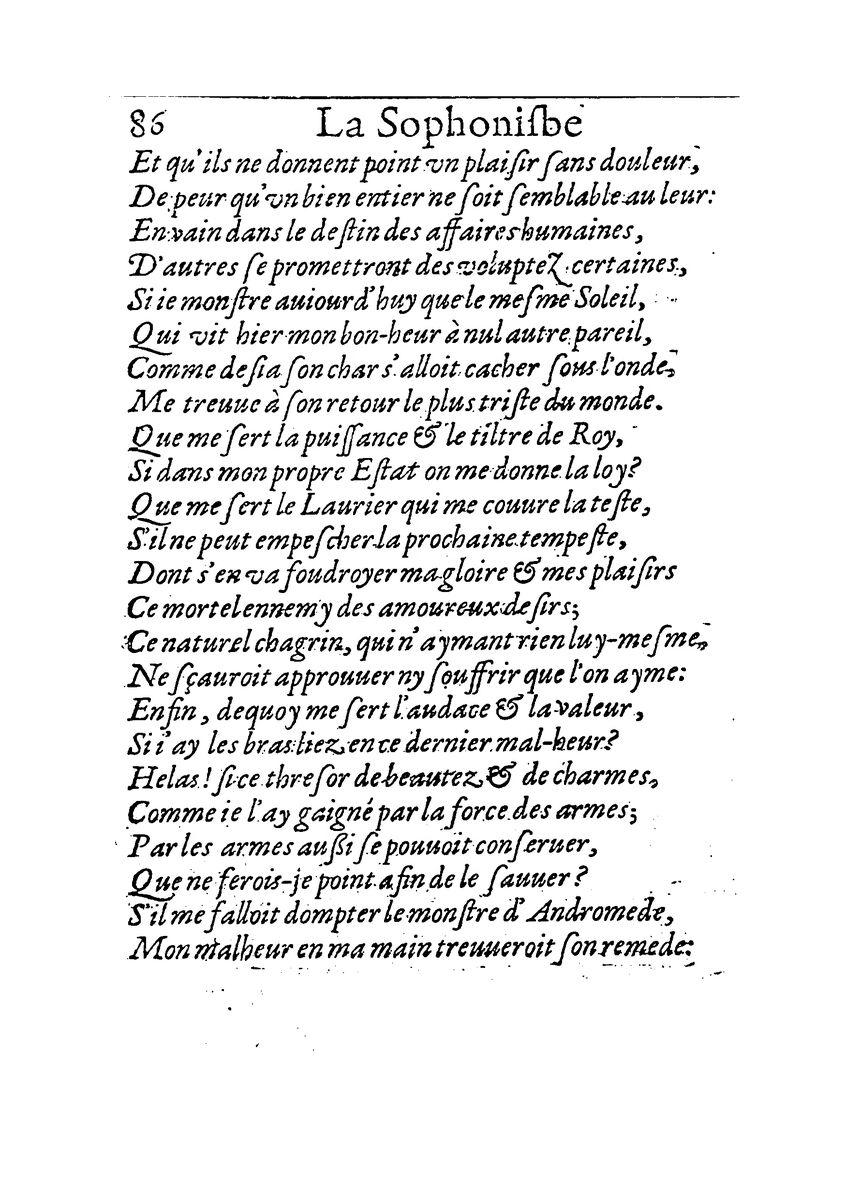 86 La Sophoniſbe
Et qu'ils ne donnent point vn plaiſir ſans douleur,
De peur qu'vn bien entier ne ſoit ſemblable au leur:
En vain dans le deſtin des affaires humaines,
D'autres ſe promettront des voluptez certaines,
Si ie monſtre auiourd'huy que le meſme Soleil,
Qui vit hier mon bon-heur à nul autre pareil,
Comme deſia ſon char s'alloit cacher ſous l'onde,
Me treuue à ſon retour le plus triſte du monde.
Que me ſert la puiſſance & le tiltre de Roy,
Si dans mon propre Eſtat on me donne la loy?
Que me ſert le Laurier qui me couure la teſte,
S'il ne peut empeſcher la prochaine tempeſte,
Dont s'en va foudroyer ma gloire & mes plaiſirs
Ce mortel ennemy des amoureux deſirs;
Ce naturel chagrin, qui n'aymant rien luy-meſme,
Ne ſçauroit approuuer ny ſouffrir que l'on ayme:
Enfin, dequoy me ſert l'audace & la valeur,
Si i'ay les bras liez en ce dernier mal-heur?
Helas! ſi ce threſor de beautez & de charmes,
Comme ie l'ay gaigné par la force des armes;
Par les armes auſſi ſe pouuoit conſeruer,
Que ne ferois-je point afin de le ſauuer?
S'il me falloit dompter le monſtre d'Andromede,
Mon malheur en ma main treuueroit ſon remede: